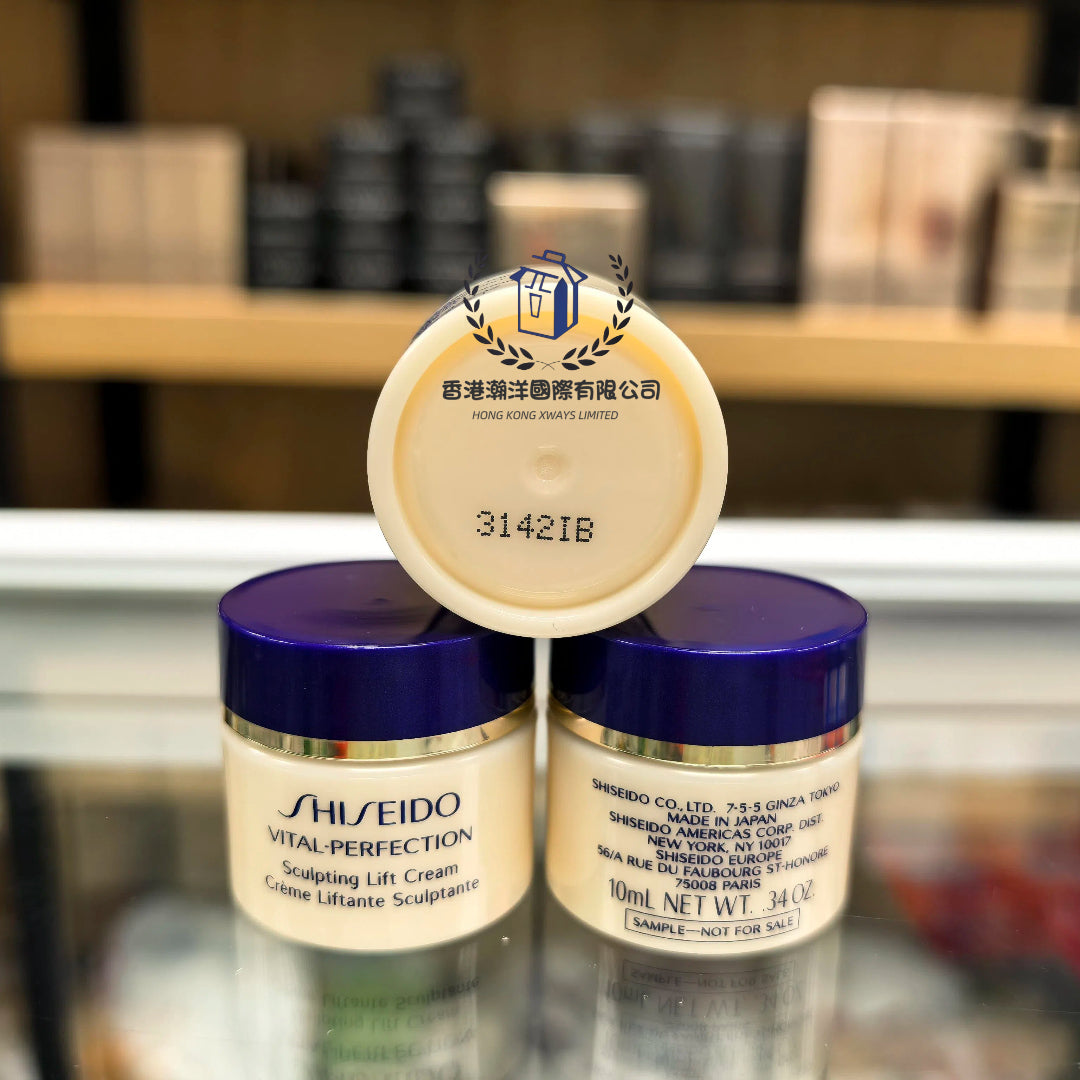 香港瀚洋國際有限公司
HONG KONG XWAYS LIMITED
3142IB
SHISEIDO
VITAL-PERFECTION
Sculpting Lift Cream
Crème Liftante Sculptante
SHISEIDO CO., LTD. 7-5-5 GINZA TOKYO
MADE IN JAPAN
SHISEIDO AMERICAS CORP. DIST.
NEW YORK, NY 10017
SHISEIDO EUROPE
56/A RUE DU FAUBOURG ST-HONORE
75008 PARIS
10mL NET WT. .34 OZ.
SAMPLE—NOT FOR SALE